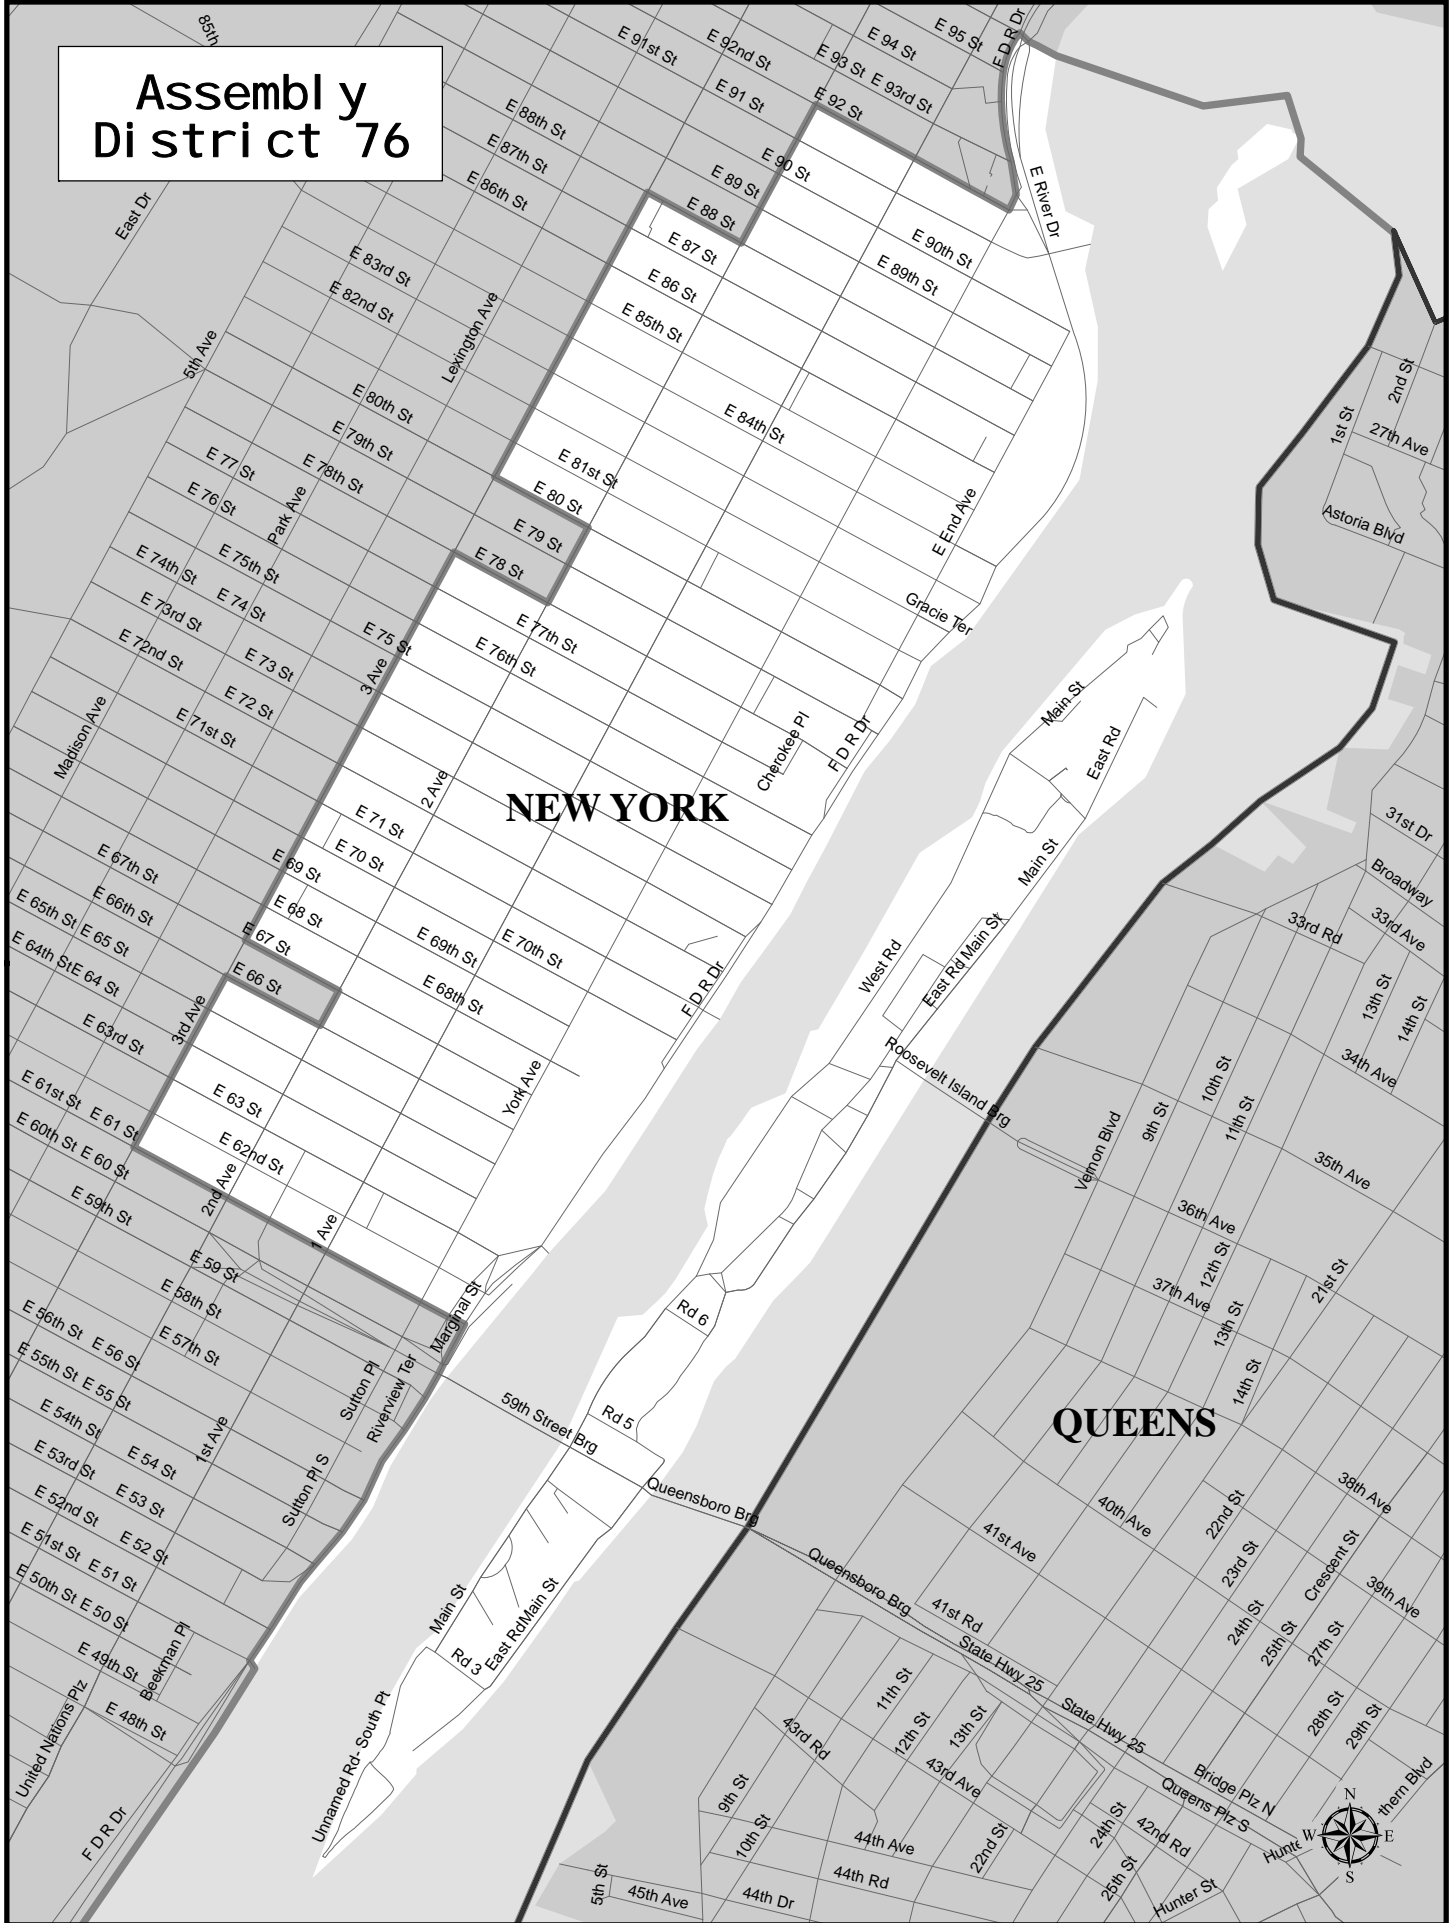 Assembly
District 76
85th
E 91st St
E 92nd St
E 93 St
E 94 St
E 95 St
F D R Dr
E 93rd St
E 91 St
E 92 St
E 88th St
E 87th St
E 86th St
E 90 St
E 89 St
E 88 St
E River Dr
East Dr
E 87 St
E 90th St
E 89th St
E 86 St
E 85th St
E 83rd St
E 82nd St
Lexington Ave
5th Ave
2nd St
1st St
27th Ave
E 80th St
E 79th St
E 78th St
E 84th St
E 81st St
E 80 St
E 77 St
E 76 St
Park Ave
E 79 St
E 78 St
E End Ave
Astoria Blvd
E 74th St
E 75th St
E 74 St
E 73rd St
E 72nd St
E 75 St
E 73 St
E 72 St
3 Ave
E 77th St
E 76th St
Gracie Ter
Main St
East Rd
Madison Ave
E 71st St
Cherokee Pl
F D R Dr
2 Ave
NEW YORK
31st Dr
Broadway
33rd Ave
33rd Rd
E 71 St
E 70 St
E 69 St
E 68 St
E 67 St
E 66 St
E 67th St
E 66th St
E 65th St
E 65 St
E 64th St
E 64 St
E 69th St
E 70th St
E 68th St
Main St
Main St
East Rd
West Rd
F D R Dr
13th St
14th St
3rd Ave
E 63rd St
Roosevelt Island Brg
34th Ave
E 61st St
E 61 St
E 60th St
E 60 St
E 63 St
E 62nd St
York Ave
10th St
9th St
11th St
Vernon Blvd
35th Ave
E 59th St
2nd Ave
1 Ave
36th Ave
12th St
37th Ave
13th St
21st St
E 59 St
E 58th St
E 57th St
Marginal St
Rd 6
E 56th St
E 56 St
E 55th St
E 55 St
Sutton Pl
Riverview Ter
14th St
59th Street Brg
Rd 5
QUEENS
E 54th St
E 54 St
1st Ave
E 53rd St
E 53 St
Sutton Pl S
Queensboro Brg
38th Ave
40th Ave
41st Ave
22nd St
E 52nd St
E 52 St
E 51st St
E 51 St
E 50th St
E 50 St
Queensboro Brg
23rd St
Crescent St
39th Ave
41st Rd
24th St
25th St
27th St
Main St
East Rd
Main St
Rd 3
State Hwy 25
E 49th St
Beekman Pl
E 48th St
United Nations Plz
Unnamed Rd- South Pt
11th St
12th St
13th St
43rd Rd
43rd Ave
State Hwy 25
28th St
29th St
Bridge Plz N
Queens Plz S
thern Blvd
9th St
10th St
F D R Dr
44th Ave
22nd St
24th St
42nd Rd
Hunte
N
W
E
S
5th St
45th Ave
44th Dr
44th Rd
25th St
Hunter St